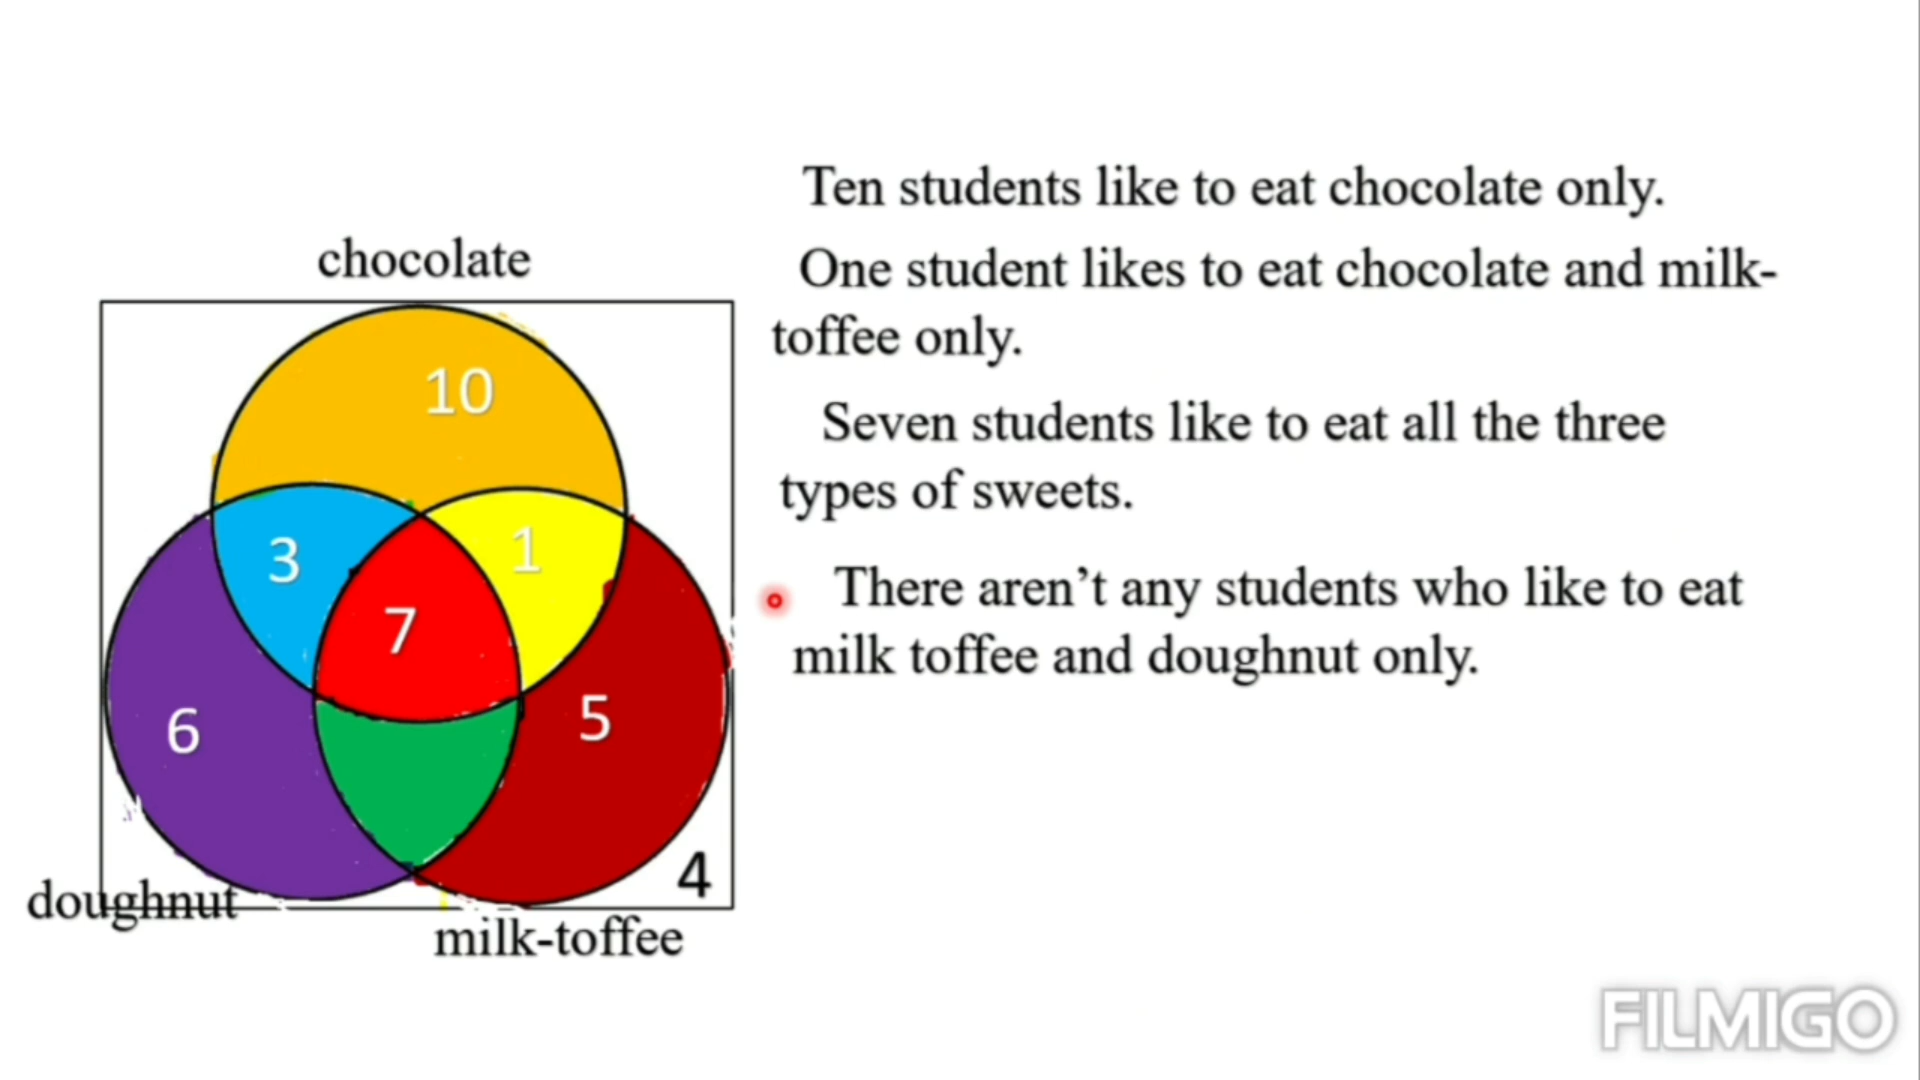 Ten students like to eat chocolate only.
One student likes to eat chocolate and milk-
toffee only.
Seven students like to eat all the three
types of sweets.
There aren’t any students who like to eat
milk toffee and doughnut only.
chocolate
10
3
1
7
6
5
4
doughnut
milk-toffee
FILMIGO